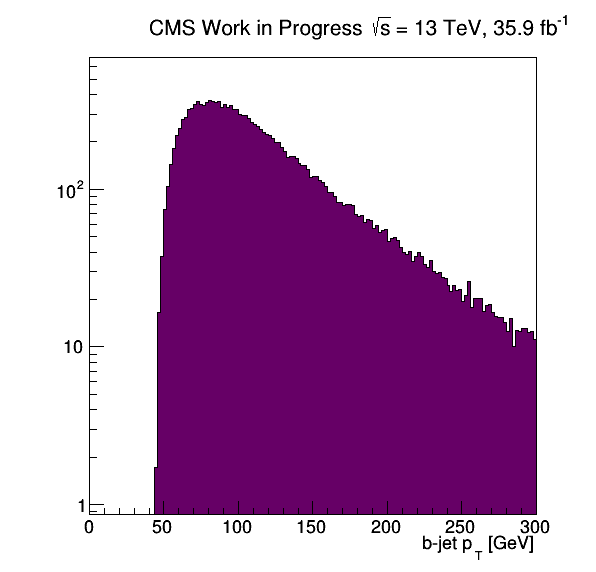 CMS Work in Progress √s = 13 TeV, 35.9 fb⁻¹
10²
10
1
0 50 100 150 200 250 300
b-jet p_T [GeV]